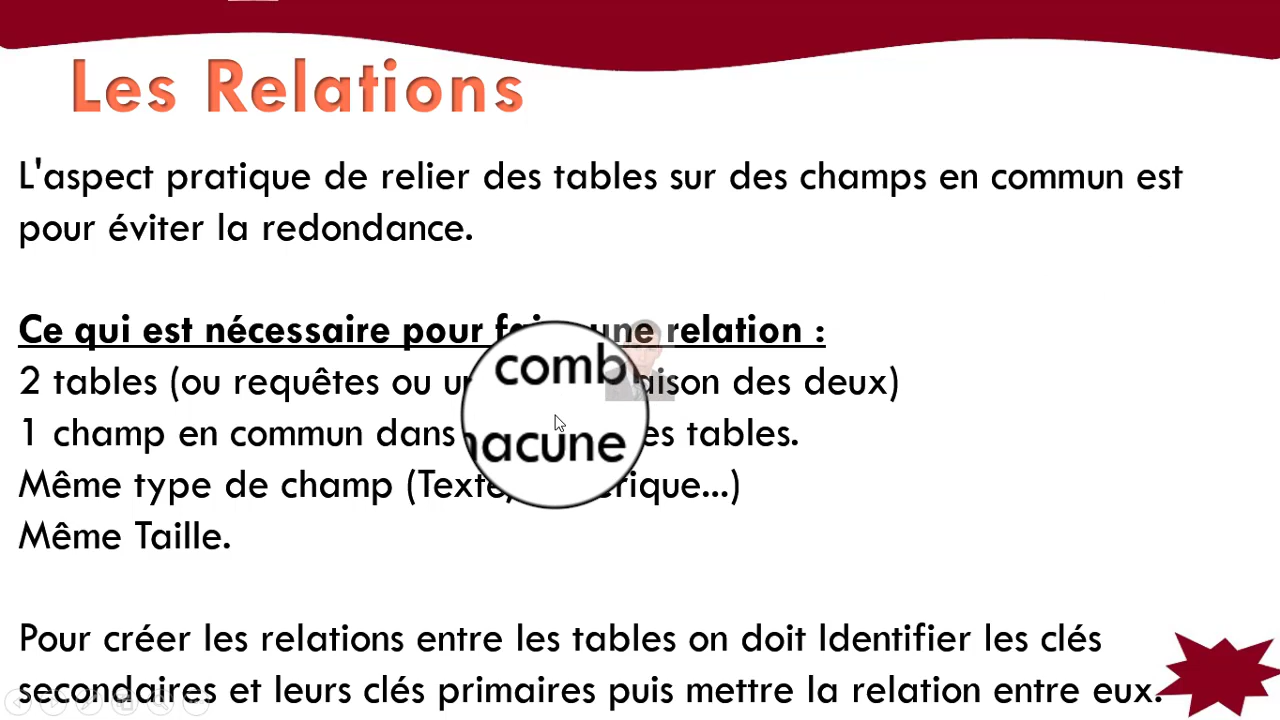 Les Relations
L'aspect pratique de relier des tables sur des champs en commun est
pour éviter la redondance.
Ce qui est nécessaire pour faire une relation :
2 tables (ou requêtes ou une combinaison des deux)
1 champ en commun dans chacune des tables.
Même type de champ (Texte, numérique...)
Même Taille.
Pour créer les relations entre les tables on doit Identifier les clés
secondaires et leurs clés primaires puis mettre la relation entre eux.